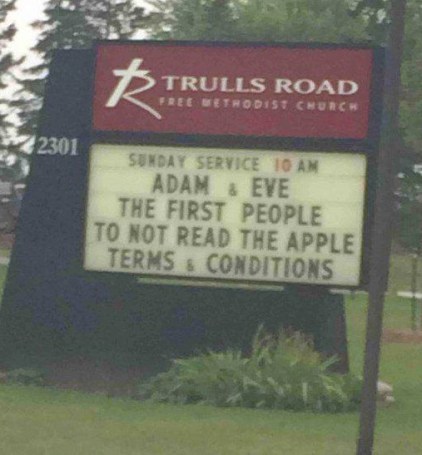 TRULLS ROAD
FREE METHODIST CHURCH
2301
SUNDAY SERVICE 10 AM
ADAM & EVE
THE FIRST PEOPLE
TO NOT READ THE APPLE
TERMS & CONDITIONS